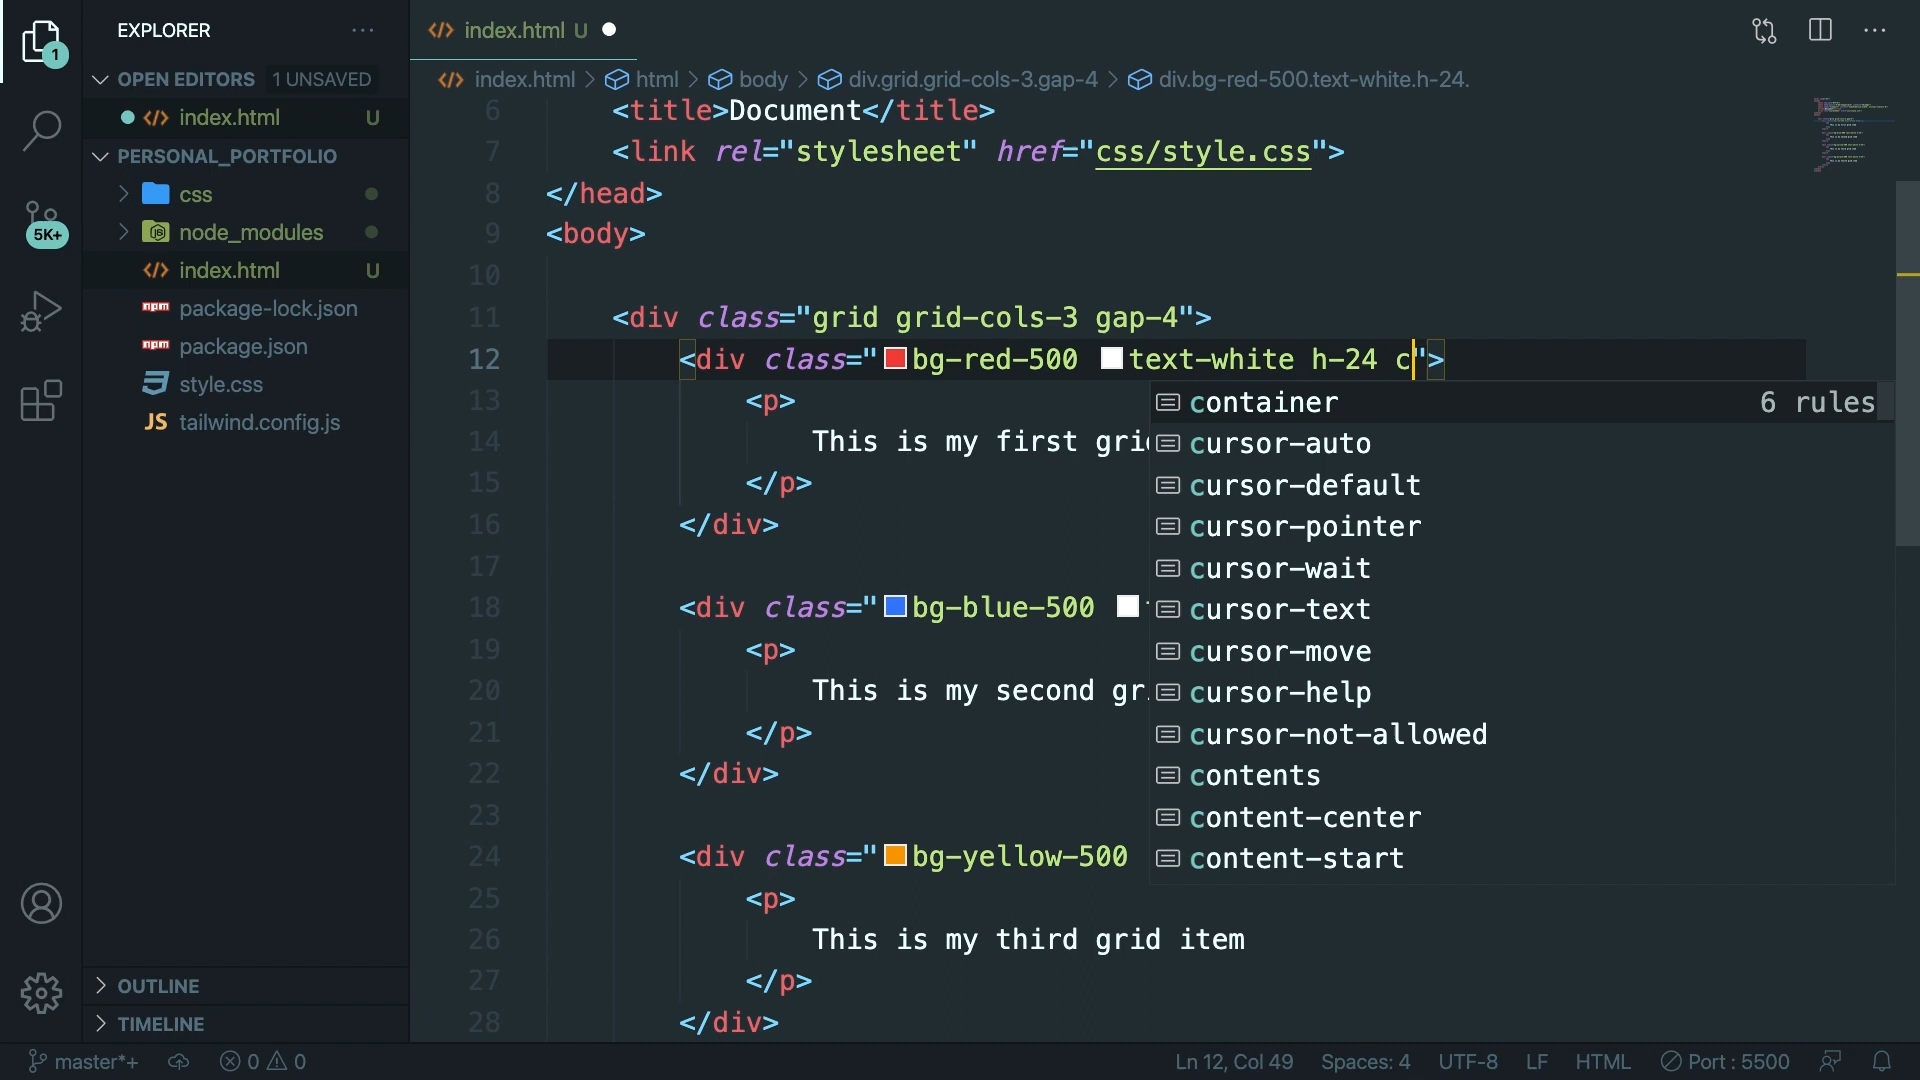 EXPLORER
1
OPEN EDITORS 1 UNSAVED
index.html U
PERSONAL_PORTFOLIO
css
node_modules
index.html U
package-lock.json
package.json
style.css
JS tailwind.config.js
5K+
OUTLINE
TIMELINE
index.html U
index.html > html > body > div.grid.grid-cols-3.gap-4 > div.bg-red-500.text-white.h-24.
6 <title>Document</title>
7 <link rel="stylesheet" href="css/style.css">
8 </head>
9 <body>
10
11 <div class="grid grid-cols-3 gap-4">
12 <div class="bg-red-500 text-white h-24 c">
13 <p>
14 This is my first gri
15 </p>
16 </div>
17
18 <div class="bg-blue-500
19 <p>
20 This is my second gr
21 </p>
22 </div>
23
24 <div class="bg-yellow-500
25 <p>
26 This is my third grid item
27 </p>
28 </div>
container 6 rules
cursor-auto
cursor-default
cursor-pointer
cursor-wait
cursor-text
cursor-move
cursor-help
cursor-not-allowed
contents
content-center
content-start
master*+ 0 0 Ln 12, Col 49 Spaces: 4 UTF-8 LF HTML Port : 5500